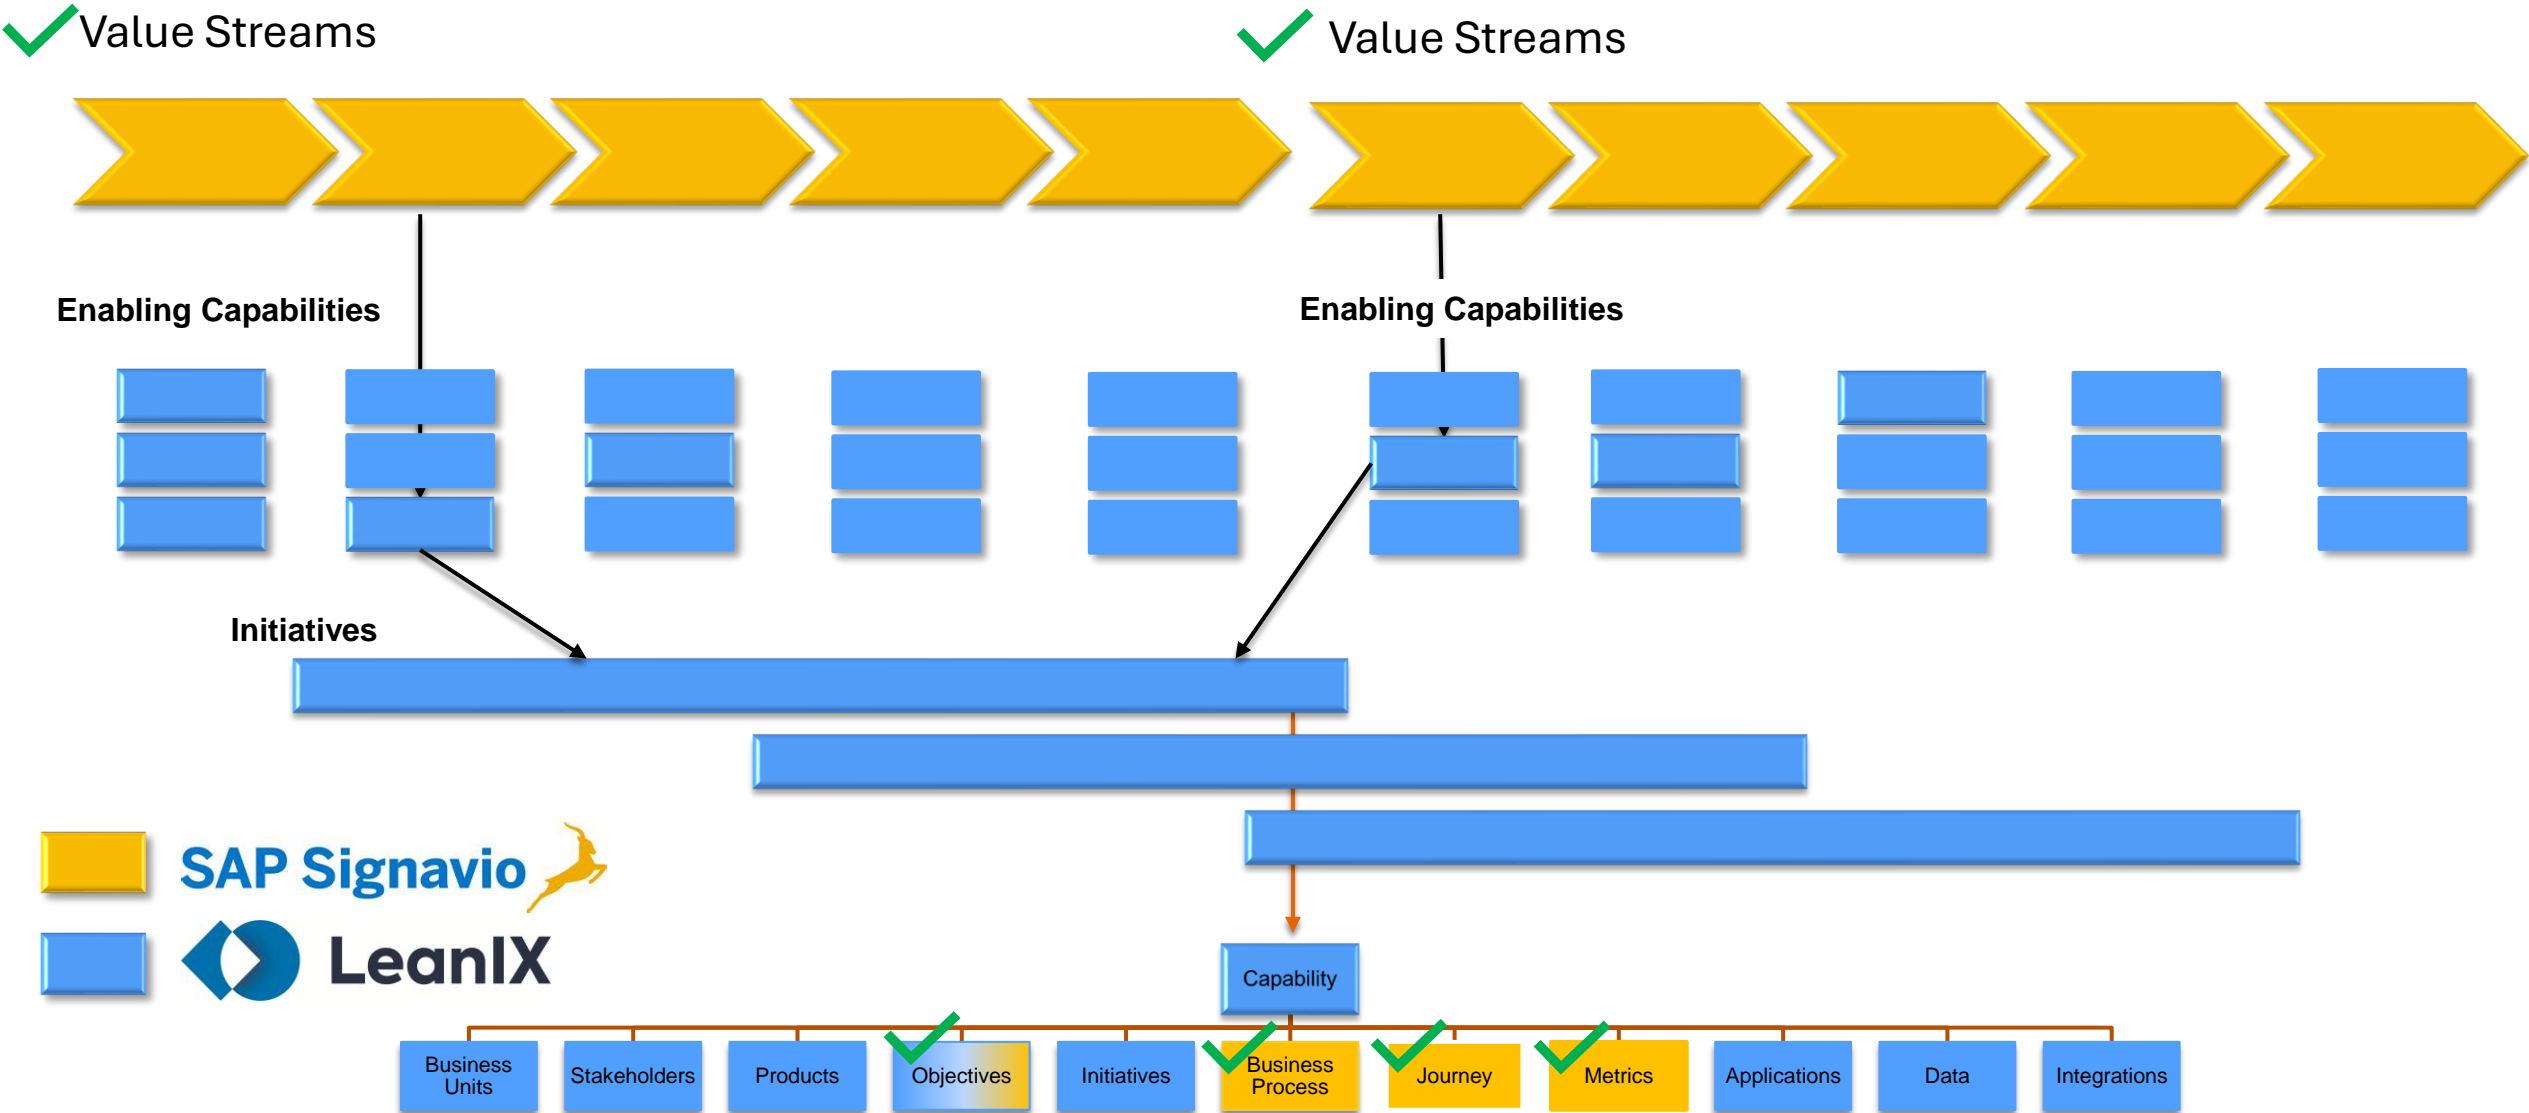 Value Streams
Value Streams
Enabling Capabilities
Enabling Capabilities
Initiatives
SAP Signavio
LeanIX
Capability
Business
Units
Stakeholders
Products
Objectives
Initiatives
Business
Process
Journey
Metrics
Applications
Data
Integrations